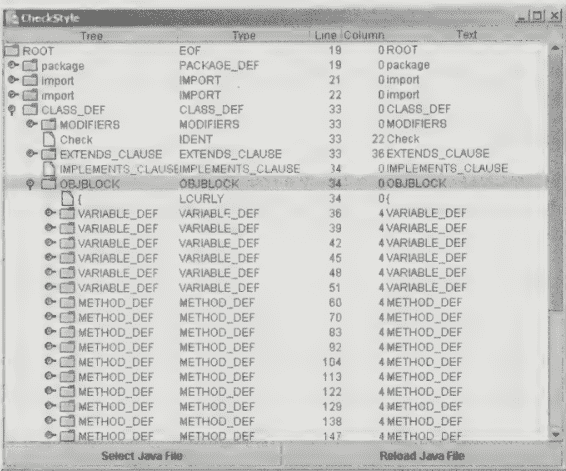 CheckStyle
Tree Type Line Column Text
ROOT EOF 19 0 ROOT
package PACKAGE_DEF 19 0 package
import IMPORT 21 0 import
import IMPORT 22 0 import
CLASS_DEF CLASS_DEF 33 0 CLASS_DEF
MODIFIERS MODIFIERS 33 0 MODIFIERS
Check IDENT 33 22 Check
EXTENDS_CLAUSE EXTENDS_CLAUSE 33 36 EXTENDS_CLAUSE
IMPLEMENTS_CLAUSE IMPLEMENTS_CLAUSE 34 0 IMPLEMENTS_CLAUSE
OBJBLOCK OBJBLOCK 34 0 OBJBLOCK
{ LCURLY 34 0 {
VARIABLE_DEF VARIABLE_DEF 36 4 VARIABLE_DEF
VARIABLE_DEF VARIABLE_DEF 39 4 VARIABLE_DEF
VARIABLE_DEF VARIABLE_DEF 42 4 VARIABLE_DEF
VARIABLE_DEF VARIABLE_DEF 45 4 VARIABLE_DEF
VARIABLE_DEF VARIABLE_DEF 48 4 VARIABLE_DEF
VARIABLE_DEF VARIABLE_DEF 51 4 VARIABLE_DEF
METHOD_DEF METHOD_DEF 60 4 METHOD_DEF
METHOD_DEF METHOD_DEF 70 4 METHOD_DEF
METHOD_DEF METHOD_DEF 83 4 METHOD_DEF
METHOD_DEF METHOD_DEF 92 4 METHOD_DEF
METHOD_DEF METHOD_DEF 104 4 METHOD_DEF
METHOD_DEF METHOD_DEF 113 4 METHOD_DEF
METHOD_DEF METHOD_DEF 122 4 METHOD_DEF
METHOD_DEF METHOD_DEF 129 4 METHOD_DEF
METHOD_DEF METHOD_DEF 138 4 METHOD_DEF
METHOD_DEF METHOD_DEF 147 4 METHOD_DEF
Select Java File Reload Java File